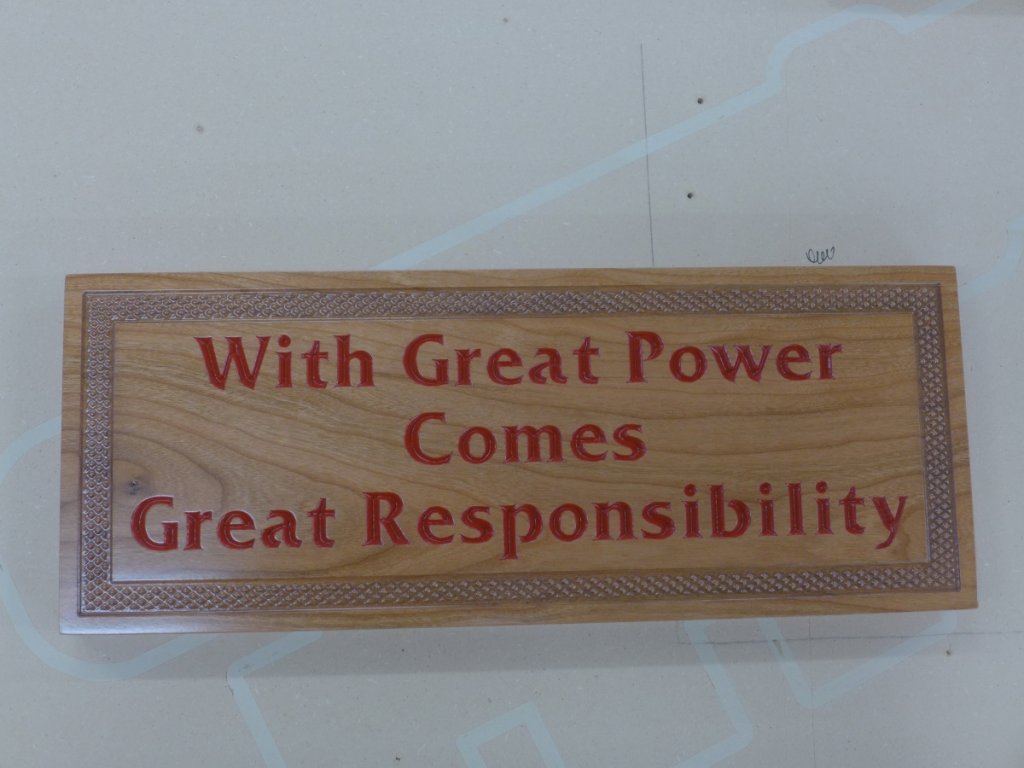 With Great Power
Comes
Great Responsibility